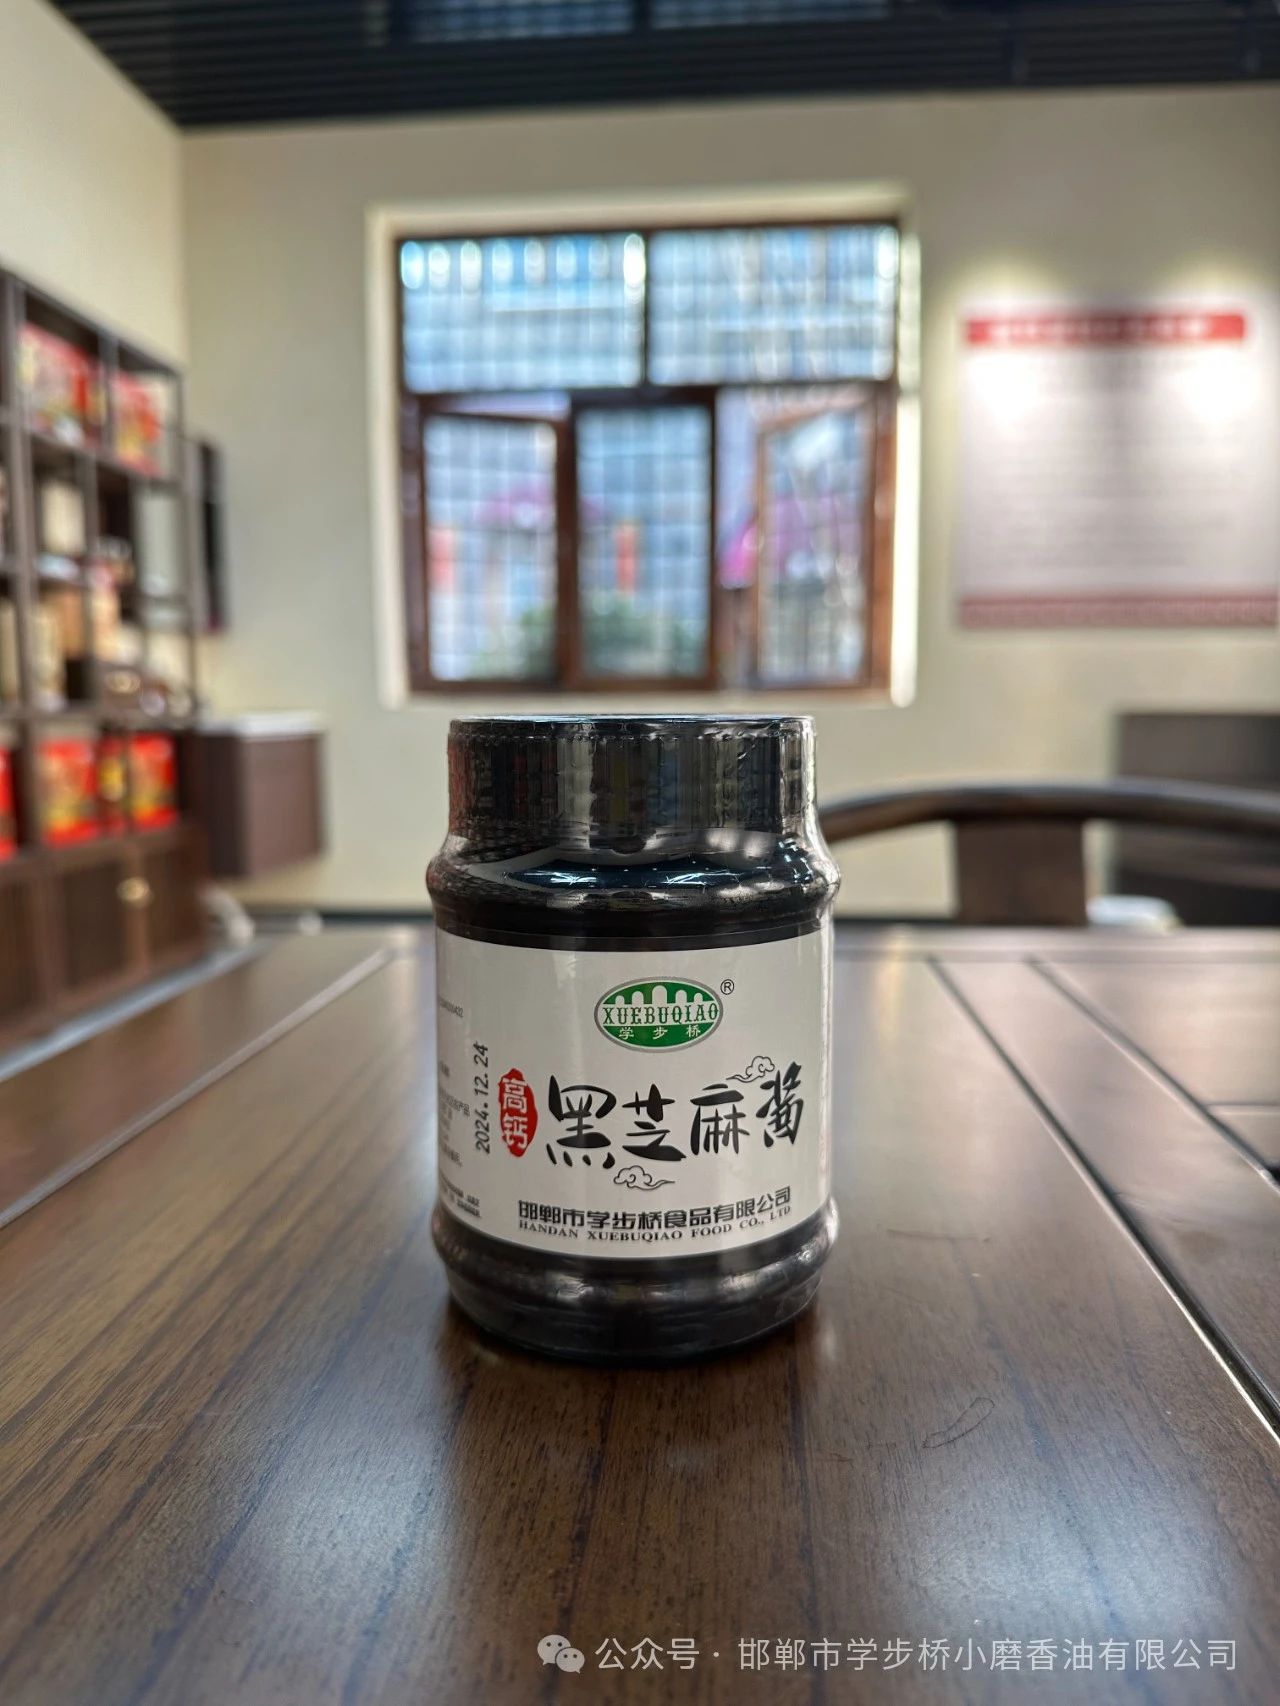 XUEBUQIAO
学步桥
®
2024.12.24
高钙
黑芝麻酱
邯郸市学步桥食品有限公司
HANDAN XUEBUQIAO FOOD CO., LTD
公众号 · 邯郸市学步桥小磨香油有限公司